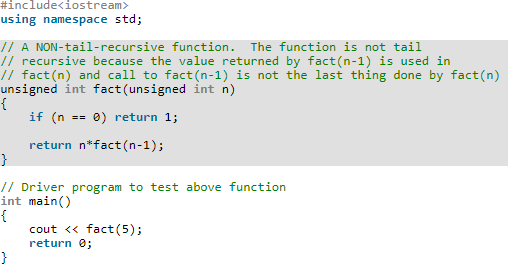 #include<iostream>
using namespace std;
// A NON-tail-recursive function.  The function is not tail
// recursive because the value returned by fact(n-1) is used in
// fact(n) and call to fact(n-1) is not the last thing done by fact(n)
unsigned int fact(unsigned int n)
{
    if (n == 0) return 1;
    return n*fact(n-1);
}
// Driver program to test above function
int main()
{
    cout << fact(5);
    return 0;
}